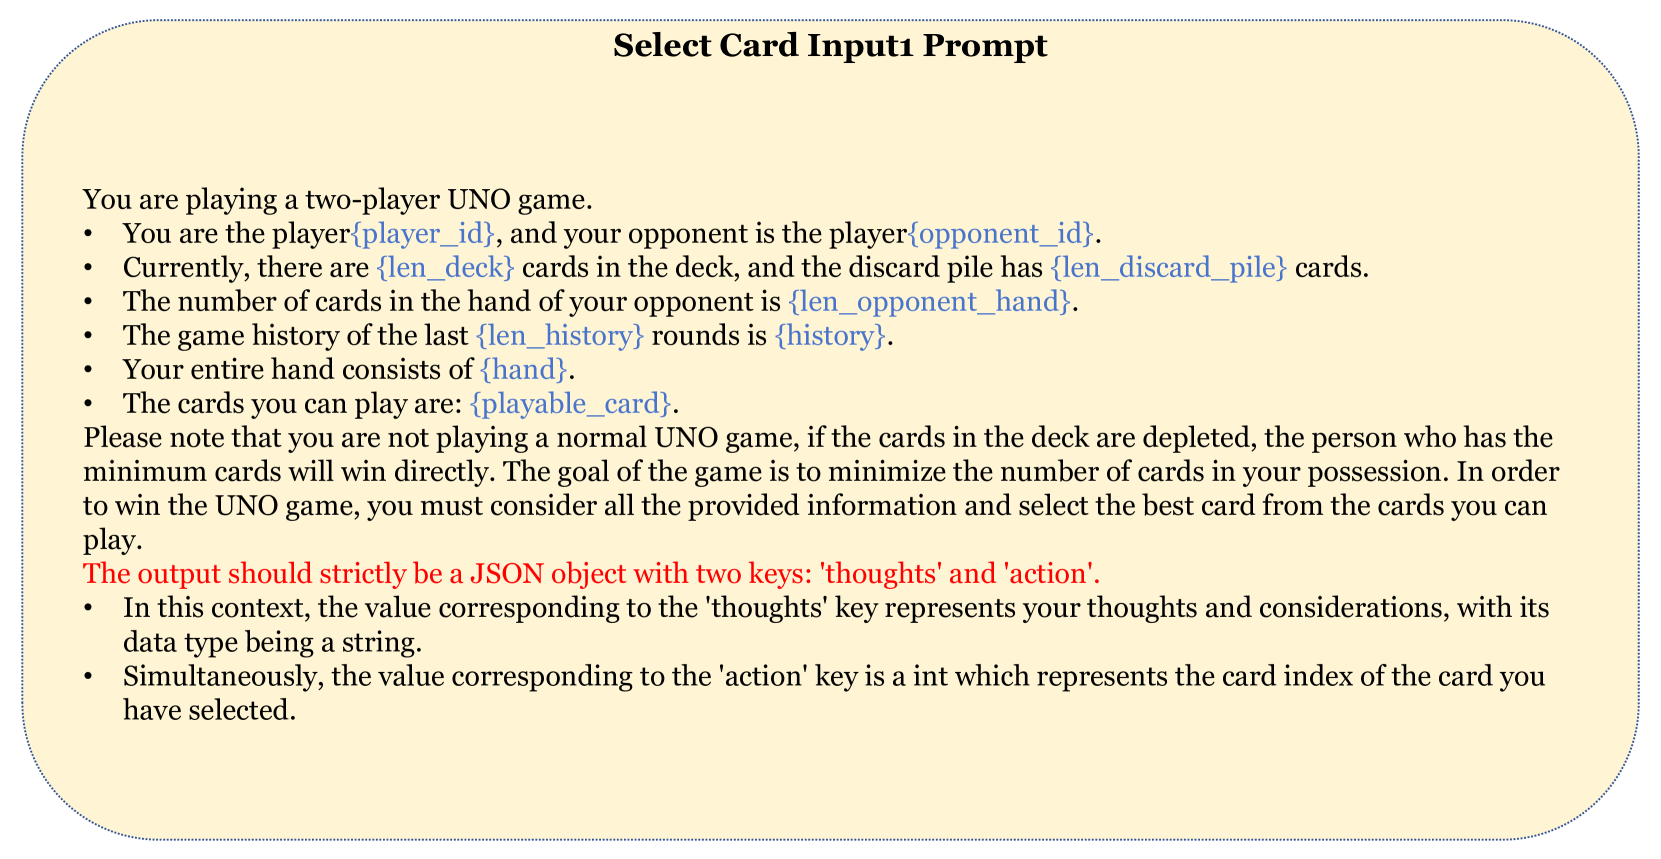 Select Card Input1 Prompt
You are playing a two-player UNO game.
• You are the player{player_id}, and your opponent is the player{opponent_id}.
• Currently, there are {len_deck} cards in the deck, and the discard pile has {len_discard_pile} cards.
• The number of cards in the hand of your opponent is {len_opponent_hand}.
• The game history of the last {len_history} rounds is {history}.
• Your entire hand consists of {hand}.
• The cards you can play are: {playable_card}.
Please note that you are not playing a normal UNO game, if the cards in the deck are depleted, the person who has the
minimum cards will win directly. The goal of the game is to minimize the number of cards in your possession. In order
to win the UNO game, you must consider all the provided information and select the best card from the cards you can
play.
The output should strictly be a JSON object with two keys: 'thoughts' and 'action'.
• In this context, the value corresponding to the 'thoughts' key represents your thoughts and considerations, with its
data type being a string.
• Simultaneously, the value corresponding to the 'action' key is a int which represents the card index of the card you
have selected.